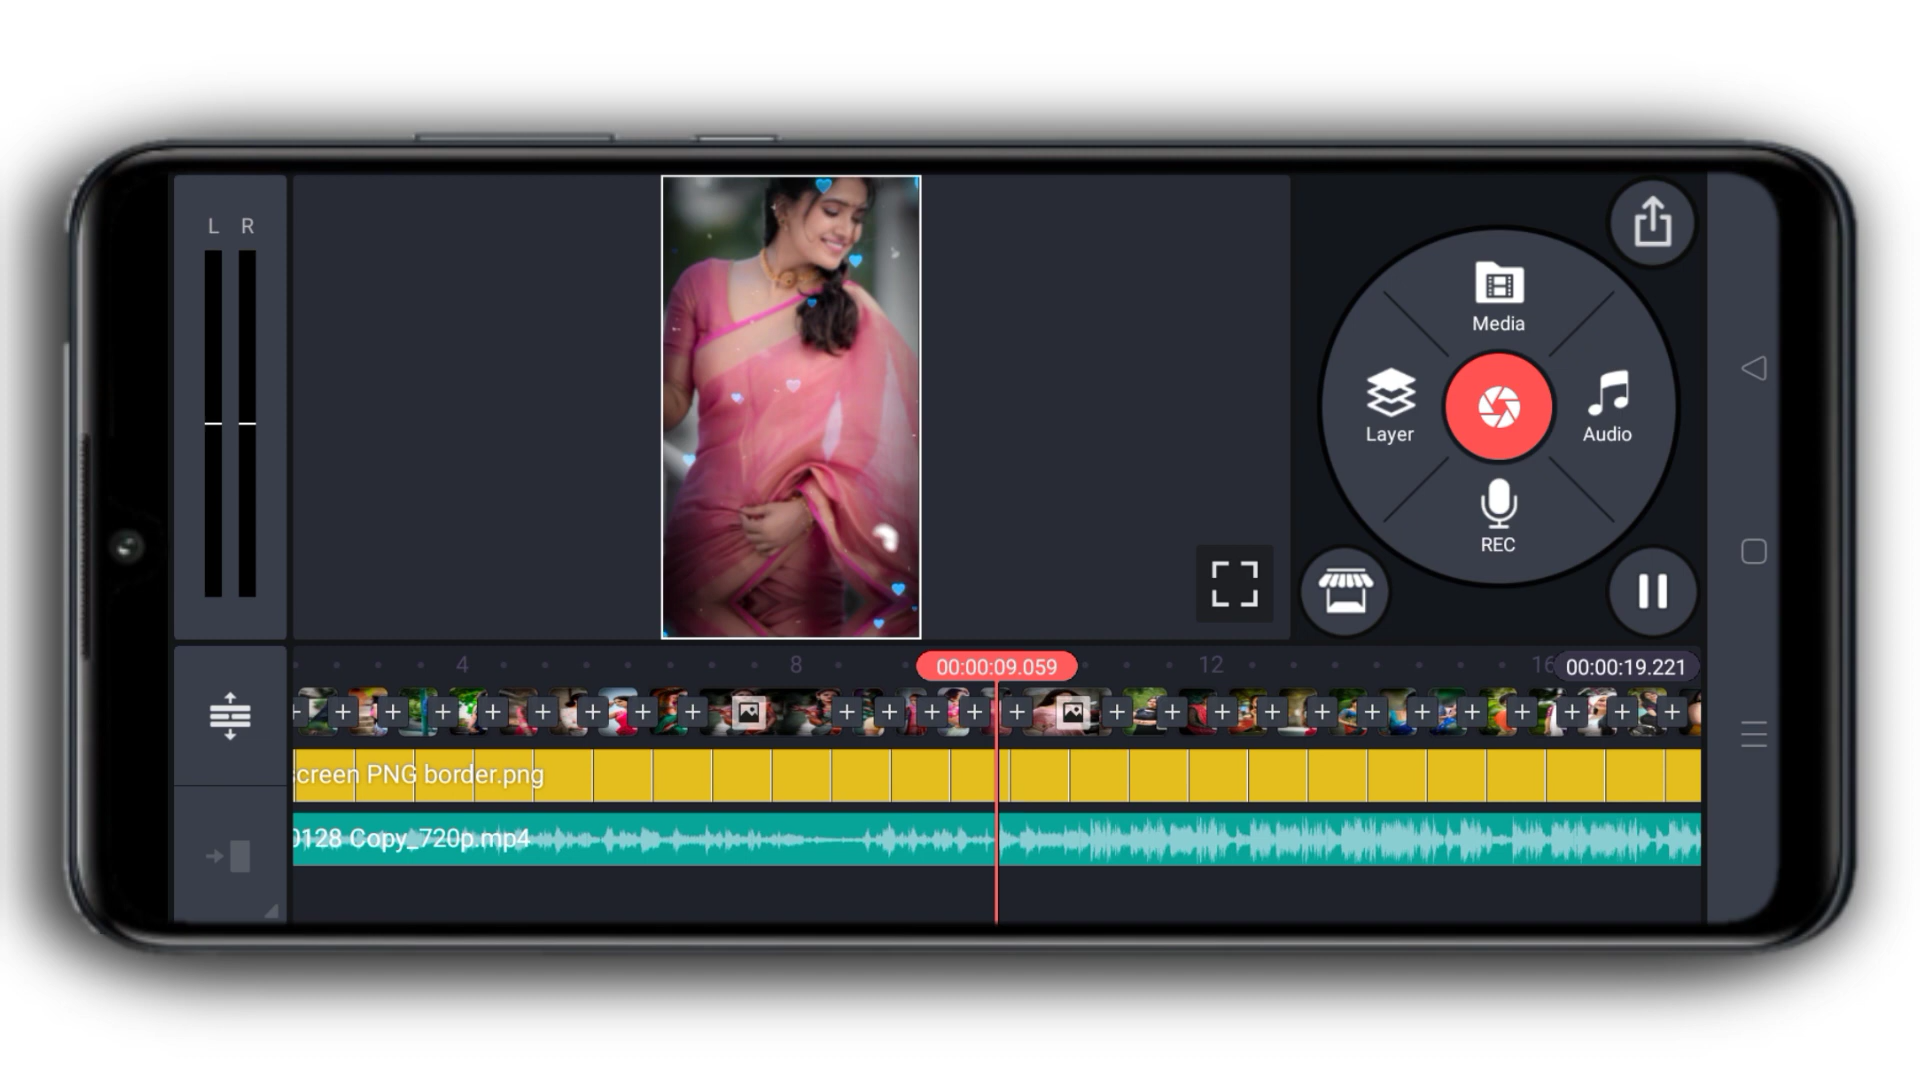 L R
Media
Layer
Audio
REC
4 8 00:00:09.059 12 16 00:00:19.221
screen PNG border.png
0128 Copy_720p.mp4